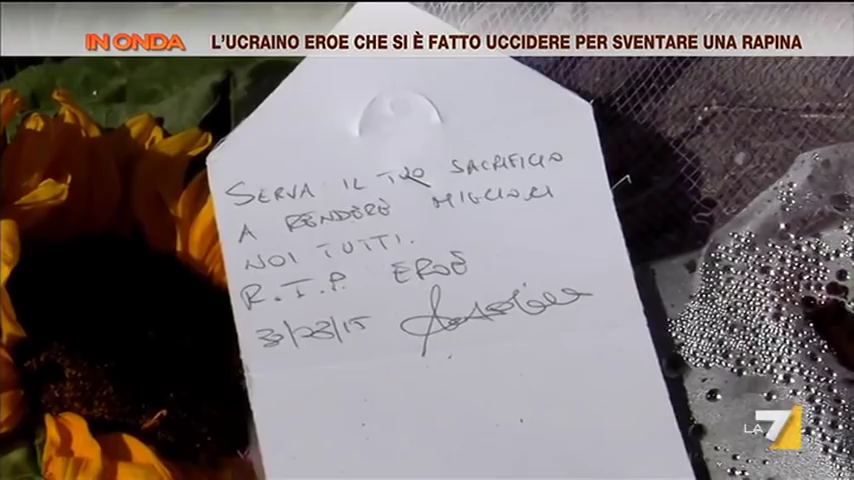 IN ONDA L'UCRAINO EROE CHE SI È FATTO UCCIDERE PER SVENTARE UNA RAPINA
SERVA IL TUO SACRIFICIO
A RENDERE MIGLIORI
NOI TUTTI.
R.I.P. EROE
LA7